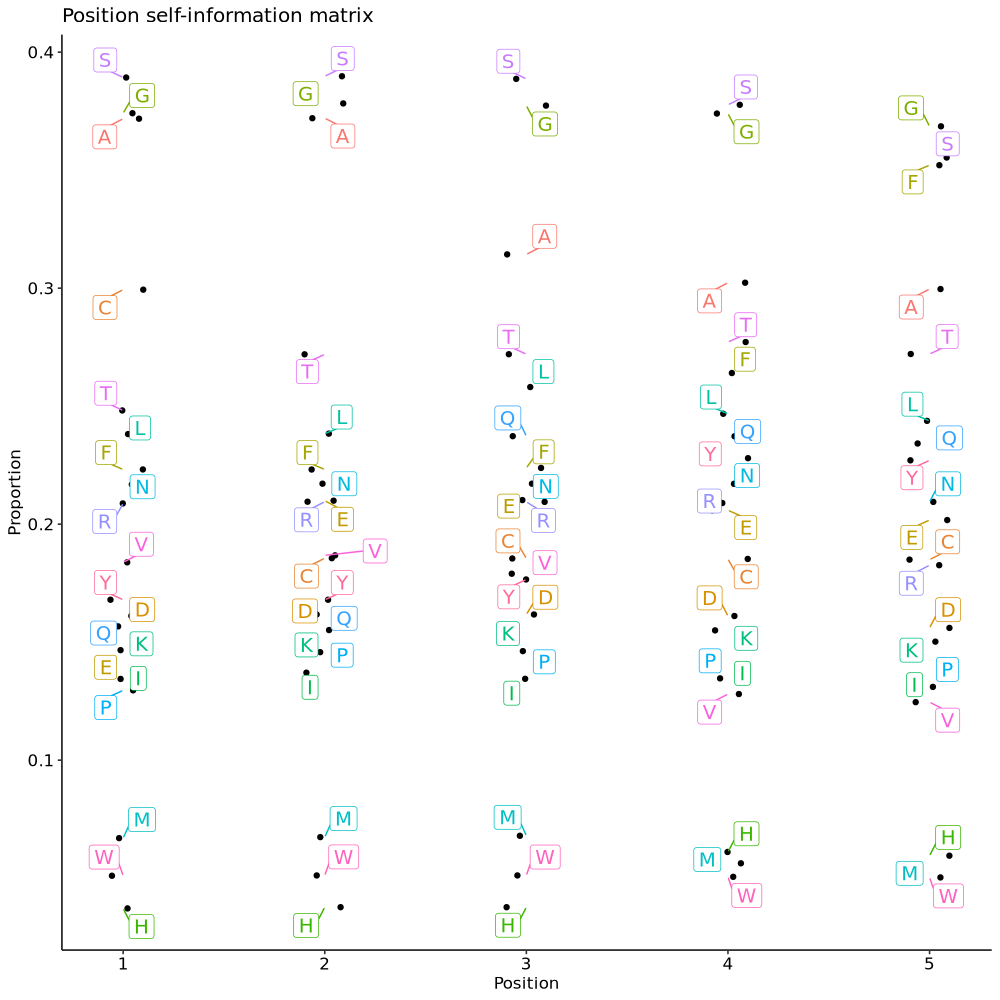 Position self-information matrix
0.4
0.3
0.2
0.1
Proportion
S
G
A
C
T
L
F
N
R
V
Y
D
Q
K
E
I
P
M
W
H
S
G
A
T
L
F
N
R
E
V
C
Y
D
Q
K
P
I
M
W
H
S
G
A
T
L
Q
F
N
E
R
C
V
Y
D
K
P
I
M
W
H
S
G
A
T
F
L
Q
Y
N
R
E
C
D
K
P
I
V
H
M
W
G
S
F
A
T
L
Q
Y
N
E
C
R
D
K
P
I
V
H
M
W
1 2 3 4 5
Position